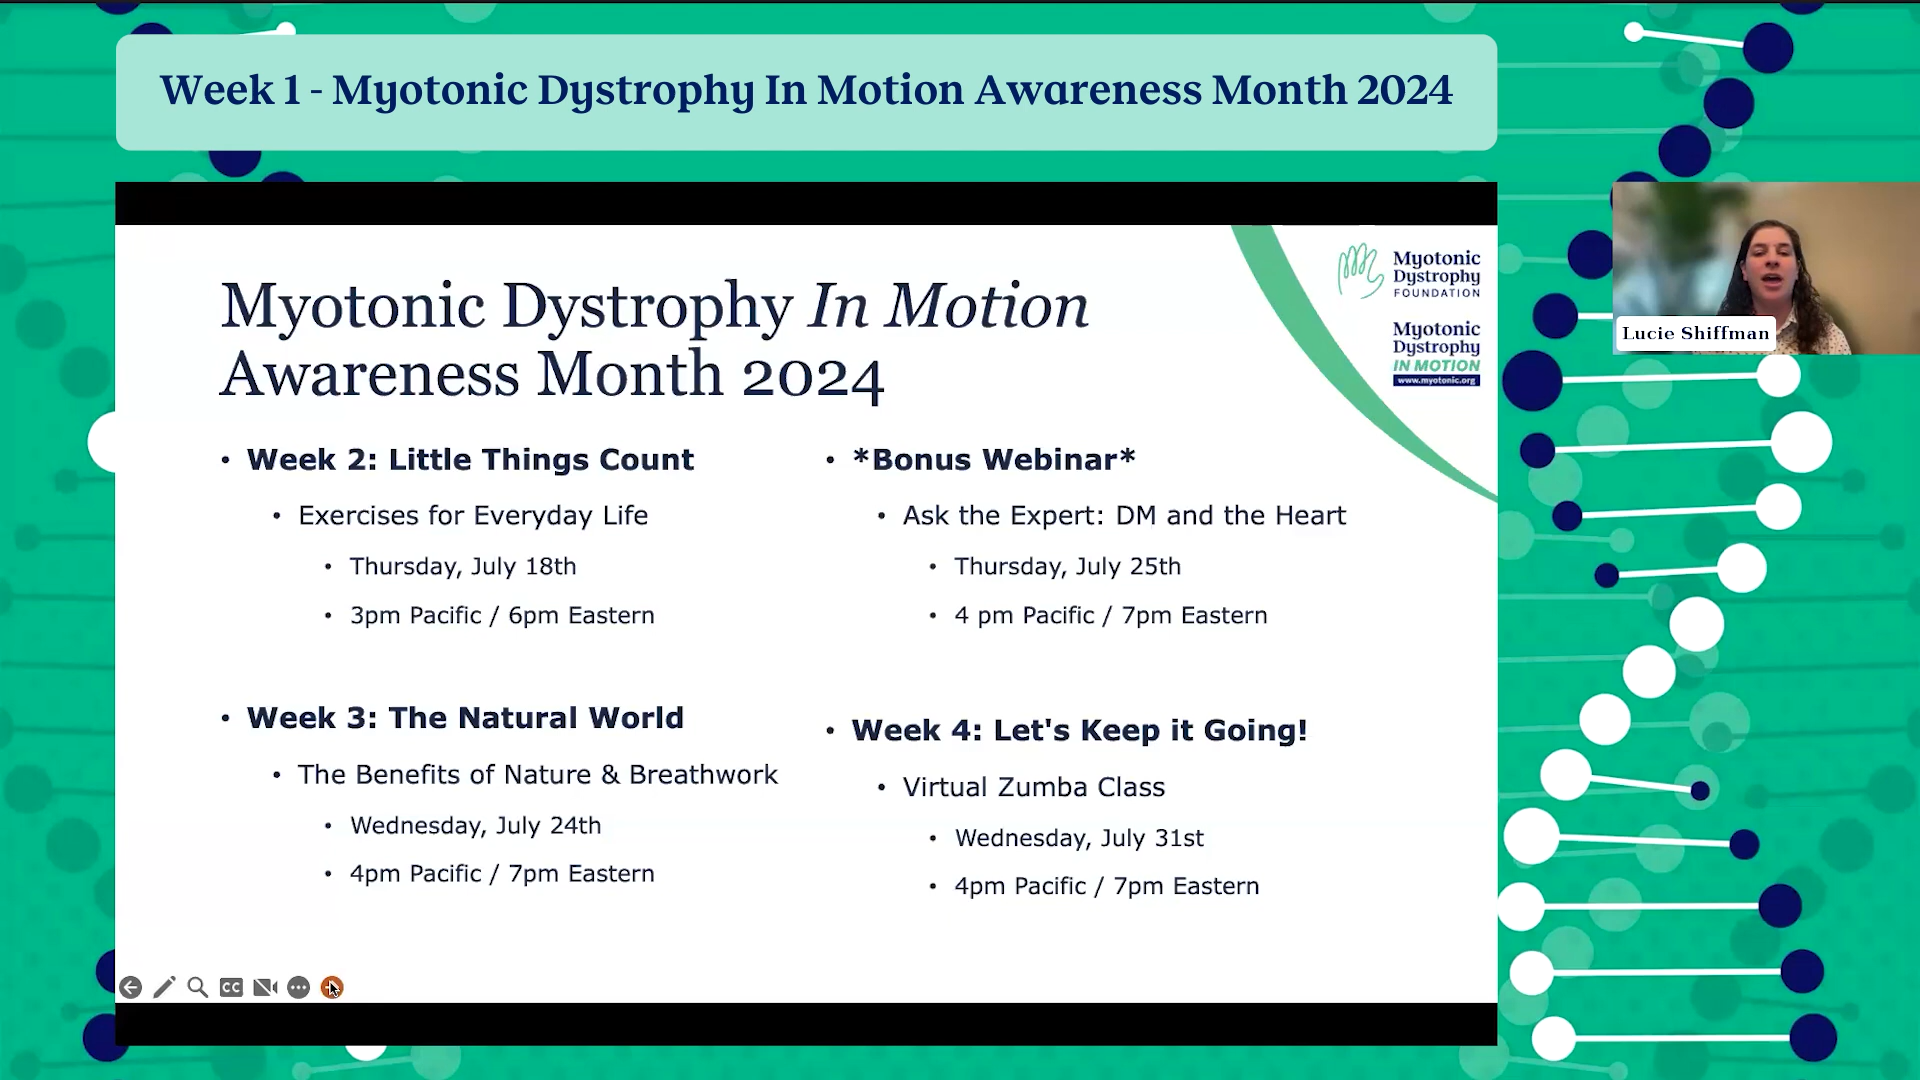 Week 1 - Myotonic Dystrophy In Motion Awareness Month 2024
Myotonic Dystrophy In Motion
Awareness Month 2024
Myotonic
Dystrophy
FOUNDATION
Myotonic
Dystrophy
IN MOTION
www.myotonic.org
Lucie Shiffman
• Week 2: Little Things Count
• Exercises for Everyday Life
• Thursday, July 18th
• 3pm Pacific / 6pm Eastern
• Week 3: The Natural World
• The Benefits of Nature & Breathwork
• Wednesday, July 24th
• 4pm Pacific / 7pm Eastern
• *Bonus Webinar*
• Ask the Expert: DM and the Heart
• Thursday, July 25th
• 4 pm Pacific / 7pm Eastern
• Week 4: Let's Keep it Going!
• Virtual Zumba Class
• Wednesday, July 31st
• 4pm Pacific / 7pm Eastern
CC